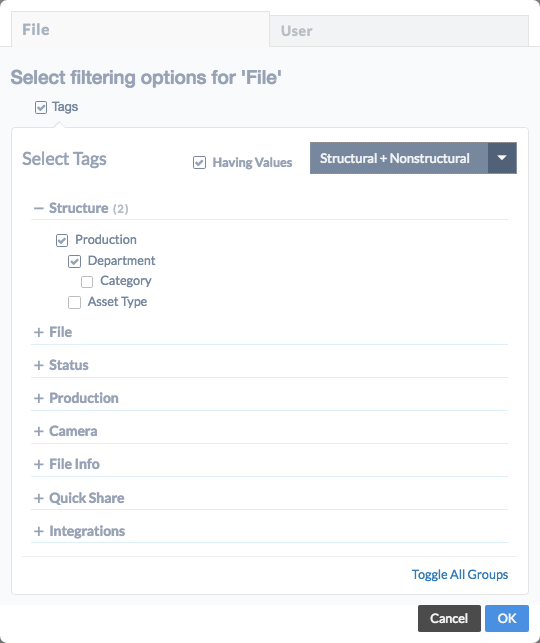 File
User
Select filtering options for 'File'
Tags
Select Tags
Having Values
Structural + Nonstructural
− Structure (2)
Production
Department
Category
Asset Type
+ File
+ Status
+ Production
+ Camera
+ File Info
+ Quick Share
+ Integrations
Toggle All Groups
Cancel
OK